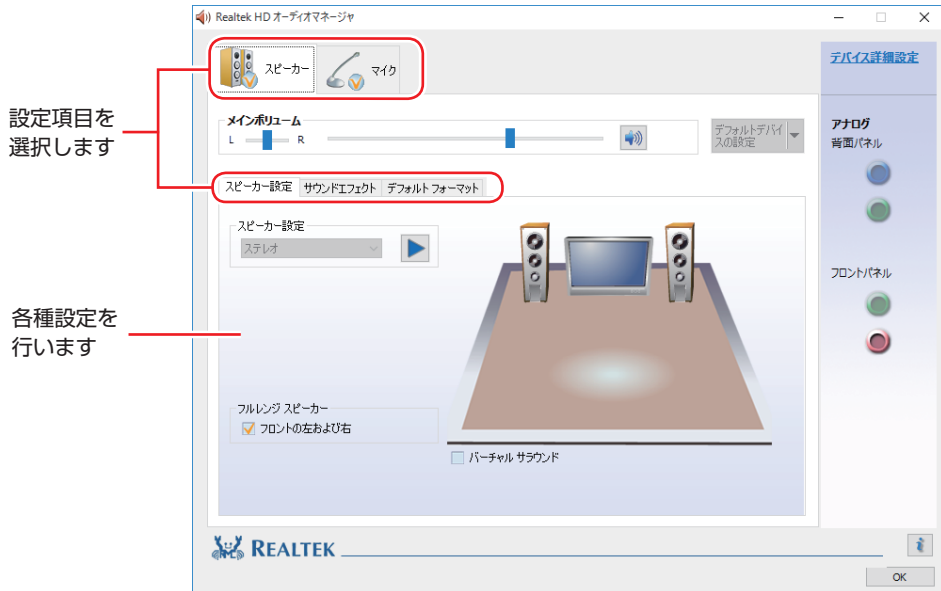 Realtek HD オーディオマネージャ
スピーカー
マイク
デバイス詳細設定
設定項目を
選択します
メインボリューム
L
R
デフォルトデバイ
スの設定
アナログ
背面パネル
スピーカー設定
サウンドエフェクト
デフォルト フォーマット
スピーカー設定
ステレオ
フロントパネル
各種設定を
行います
フルレンジ スピーカー
フロントの左および右
バーチャル サラウンド
REALTEK
OK